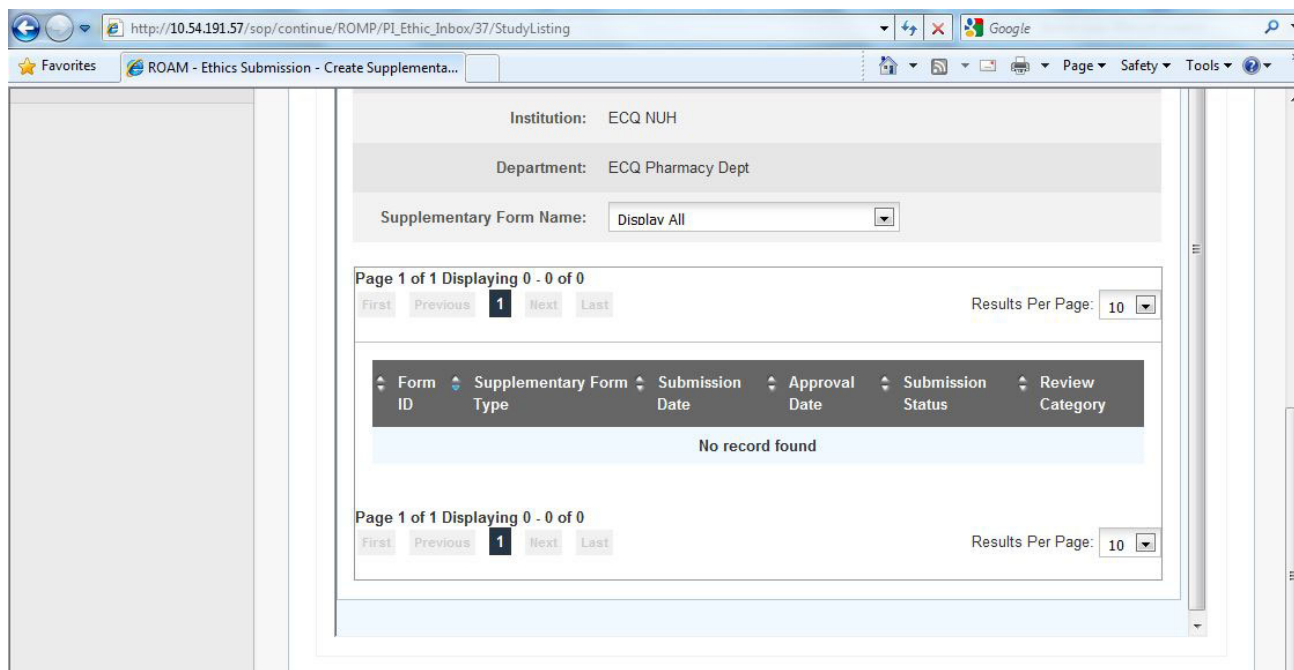 http://10.54.191.57/sop/continue/ROMP/PI_Ethic_Inbox/37/StudyListing
Google
Favorites
ROAM - Ethics Submission - Create Supplementa...
Page
Safety
Tools
Institution: ECQ NUH
Department: ECQ Pharmacy Dept
Supplementary Form Name: Display All
Page 1 of 1 Displaying 0 - 0 of 0
First Previous 1 Next Last
Results Per Page: 10
Form ID
Supplementary Form Type
Submission Date
Approval Date
Submission Status
Review Category
No record found
Page 1 of 1 Displaying 0 - 0 of 0
First Previous 1 Next Last
Results Per Page: 10